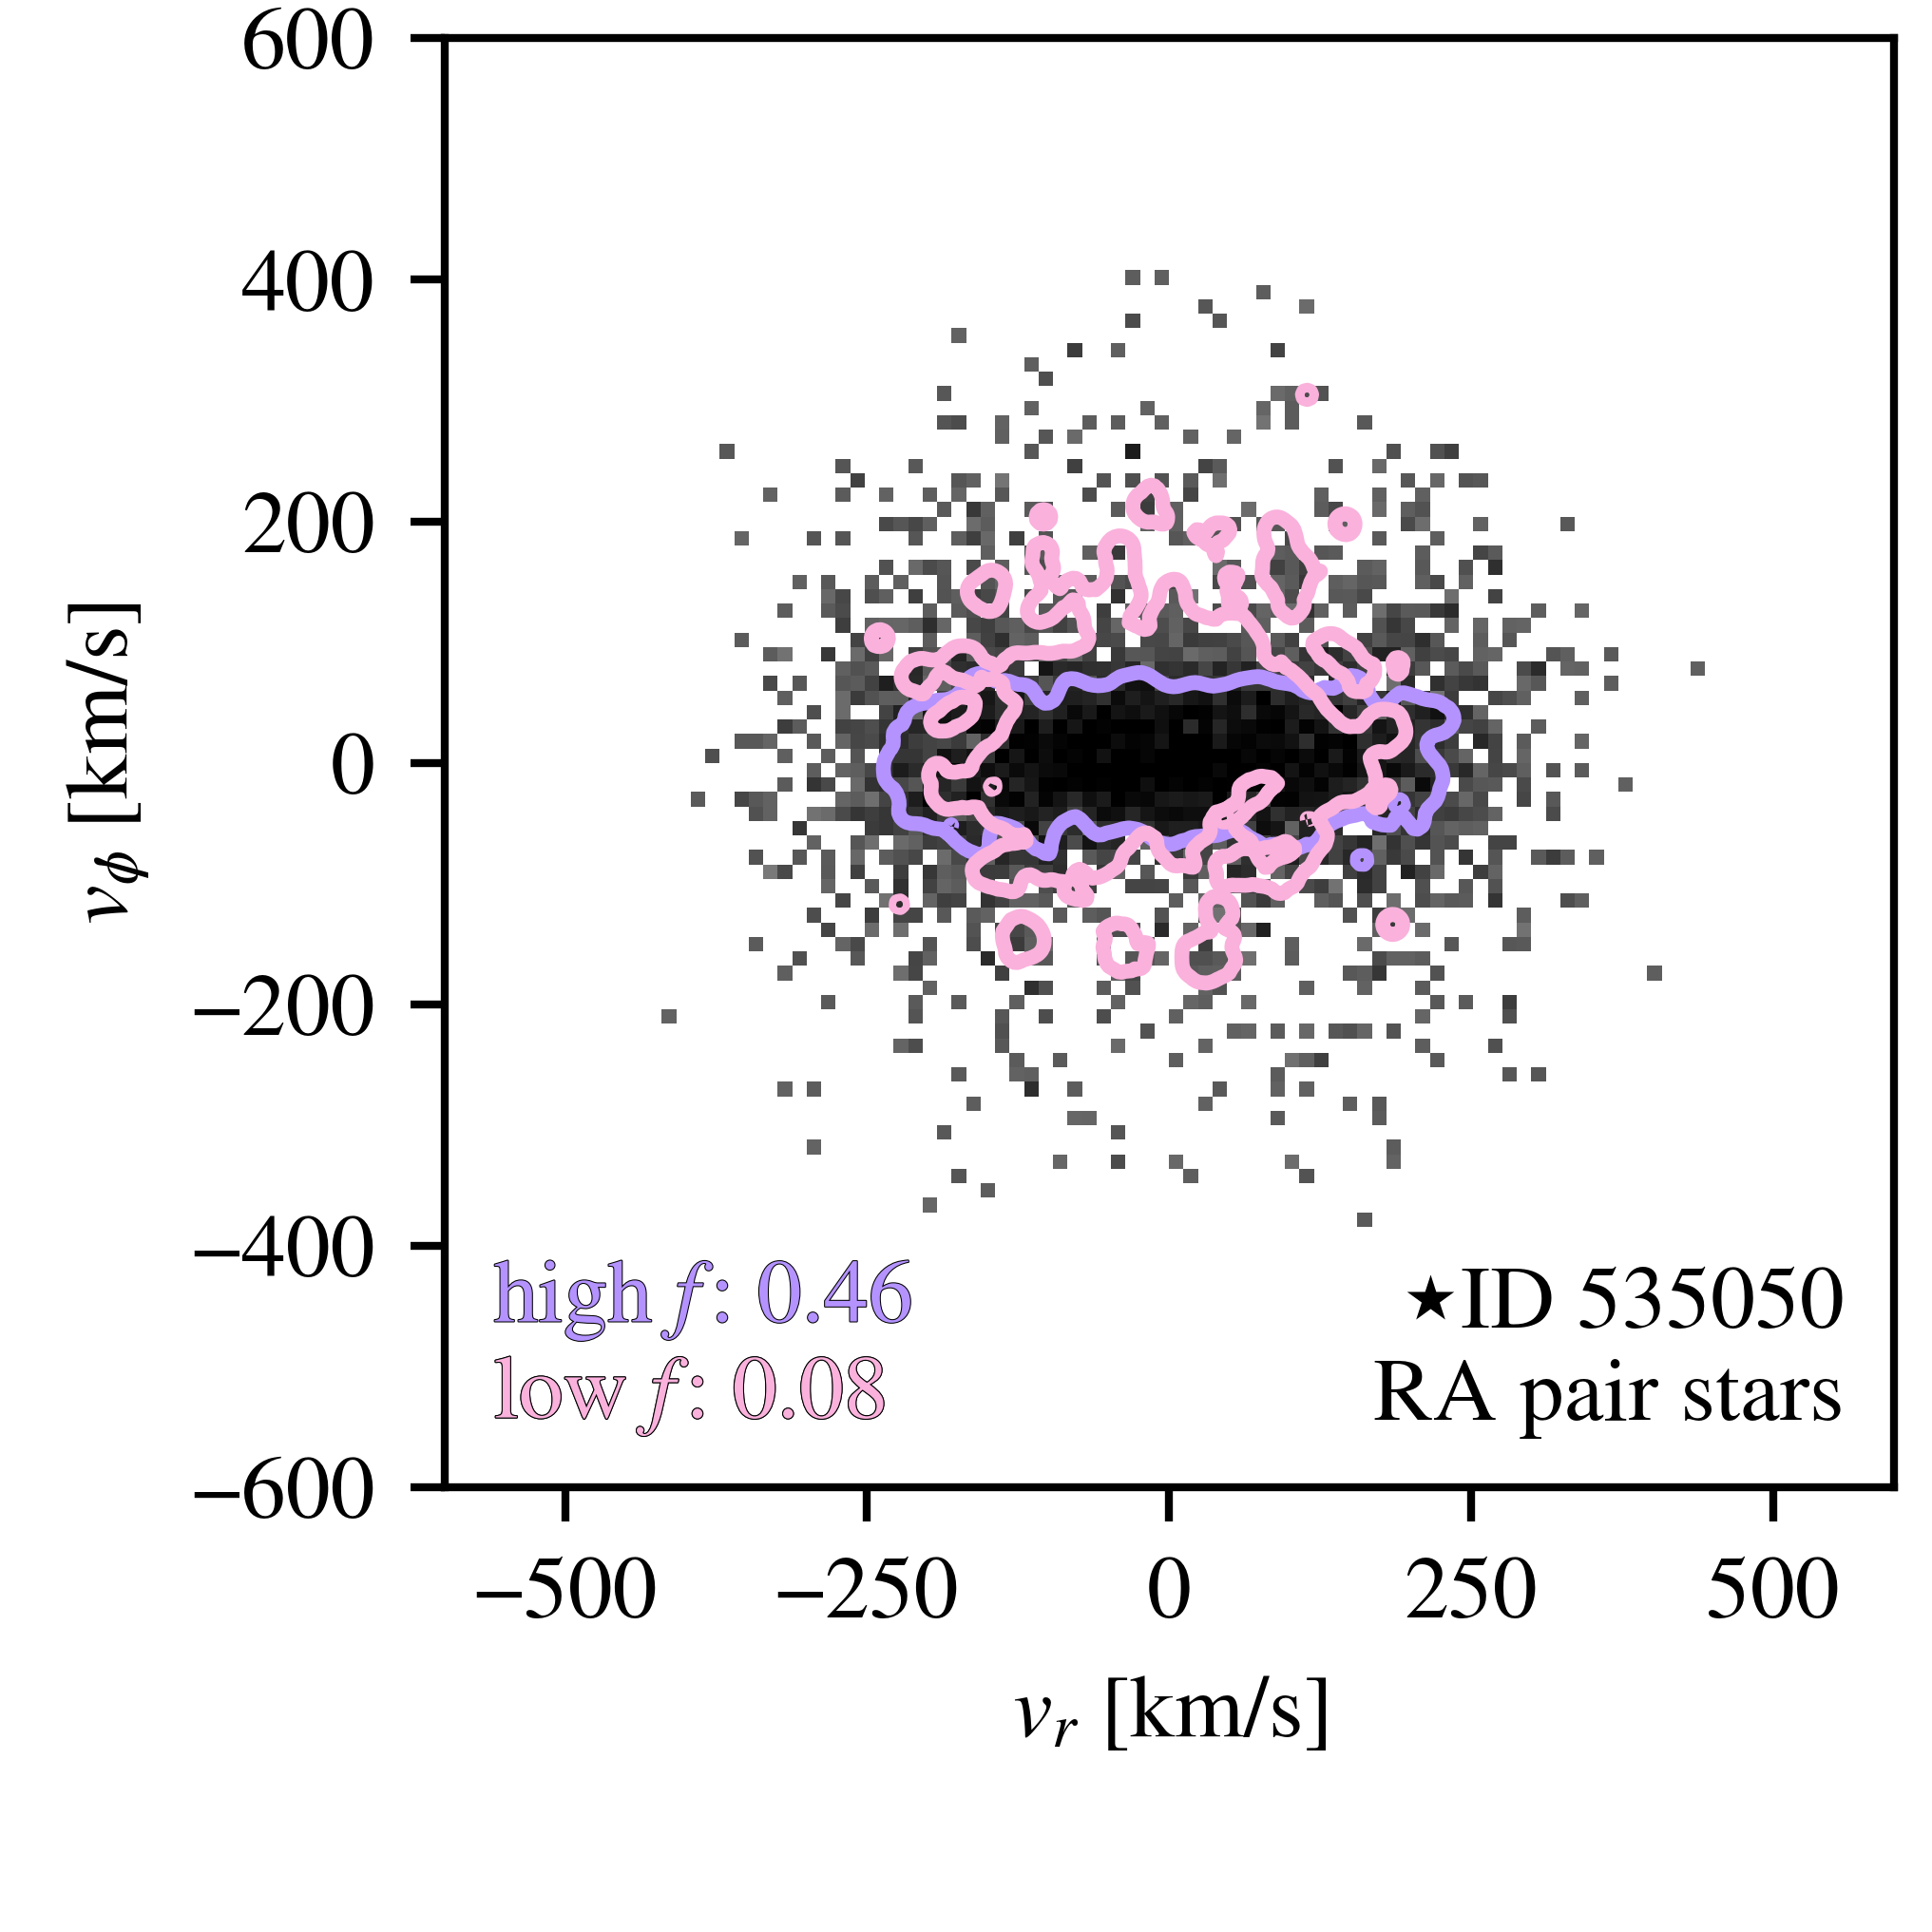 600
400
200
0
−200
−400
−600
v_ϕ [km/s]
high f: 0.46
low f: 0.08
★ID 535050
RA pair stars
−500 −250 0 250 500
v_r [km/s]